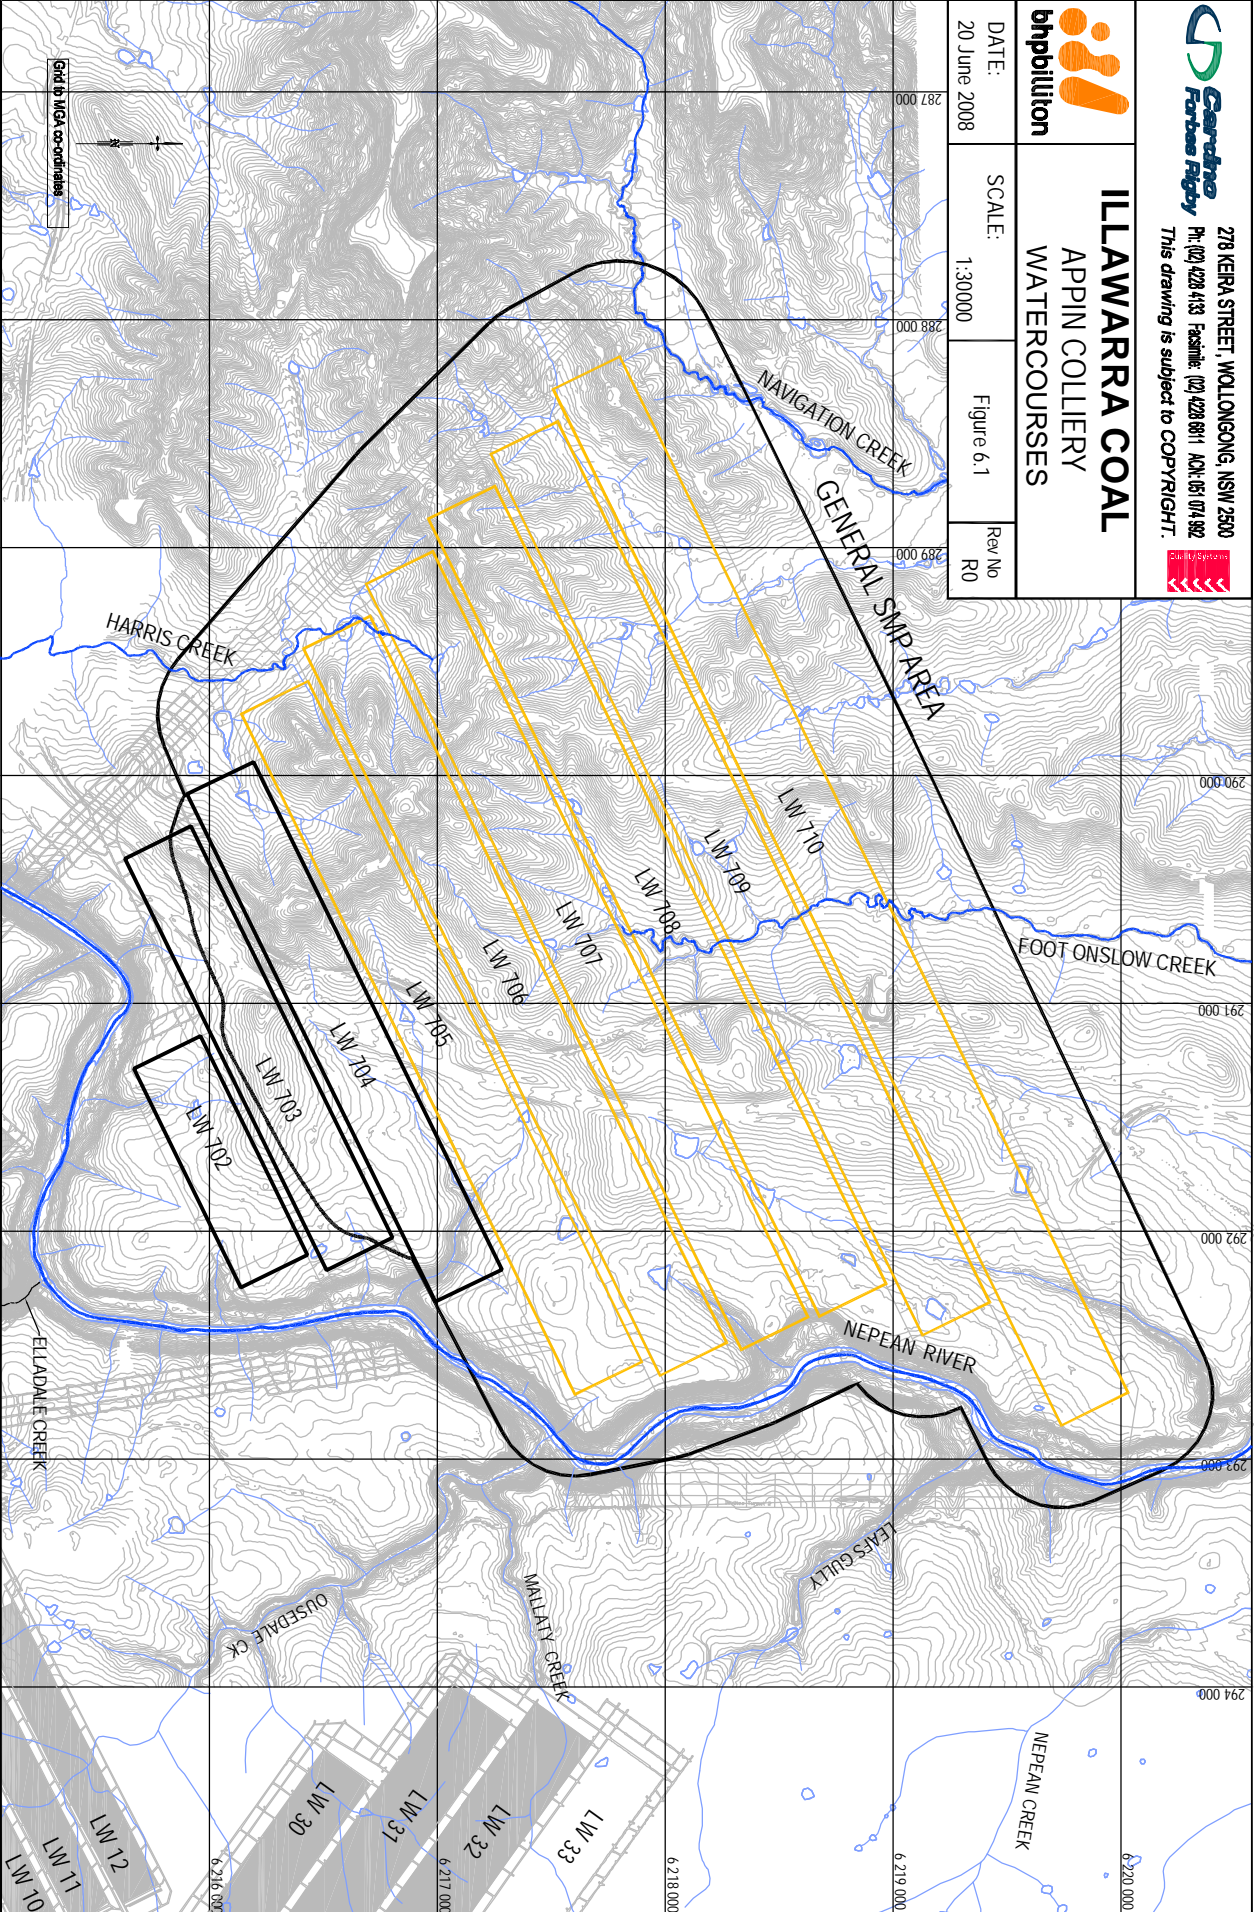 Cardno
Forbes Rigby
278 KEIRA STREET, WOLLONGONG, NSW 2500
Ph: (02) 4228 4133 Facsimile: (02) 4228 6811 ACN: 051 074 992
This drawing is subject to COPYRIGHT.
Quality Systems
bhpbilliton
ILLAWARRA COAL
APPIN COLLIERY
WATERCOURSES
DATE:
20 June 2008
SCALE:
1:30000
Figure 6.1
Rev No
R0
Grid to MGA co-ordinates
N
287 000
288 000
289 000
290 000
291 000
292 000
293 000
294 000
6 216 000
6 217 000
6 218 000
6 219 000
6 220 000
NAVIGATION CREEK
GENERAL SMP AREA
HARRIS CREEK
FOOT ONSLOW CREEK
LW 710
LW 709
LW 708
LW 707
LW 706
LW 705
LW 704
LW 703
LW 702
NEPEAN RIVER
ELLADALE CREEK
OUSEDALE CK
MALLATY CREEK
LEAFS GULLY
NEPEAN CREEK
LW 33
LW 32
LW 31
LW 30
LW 12
LW 11
LW 10